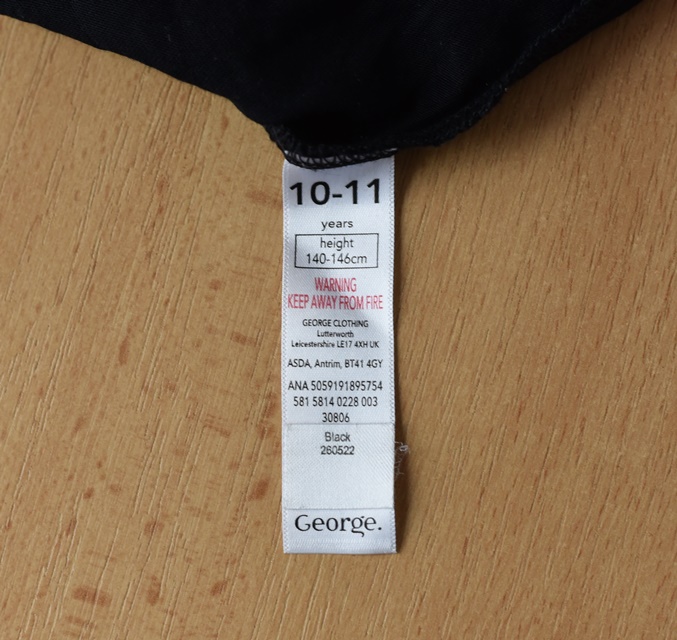 10-11
years
height
140-146cm
WARNING
KEEP AWAY FROM FIRE
GEORGE CLOTHING
Lutterworth
Leicestershire LE17 4XH UK
ASDA, Antrim, BT41 4GY
ANA 5059191895754
581 5814 0228 003
30806
Black
260522
George.